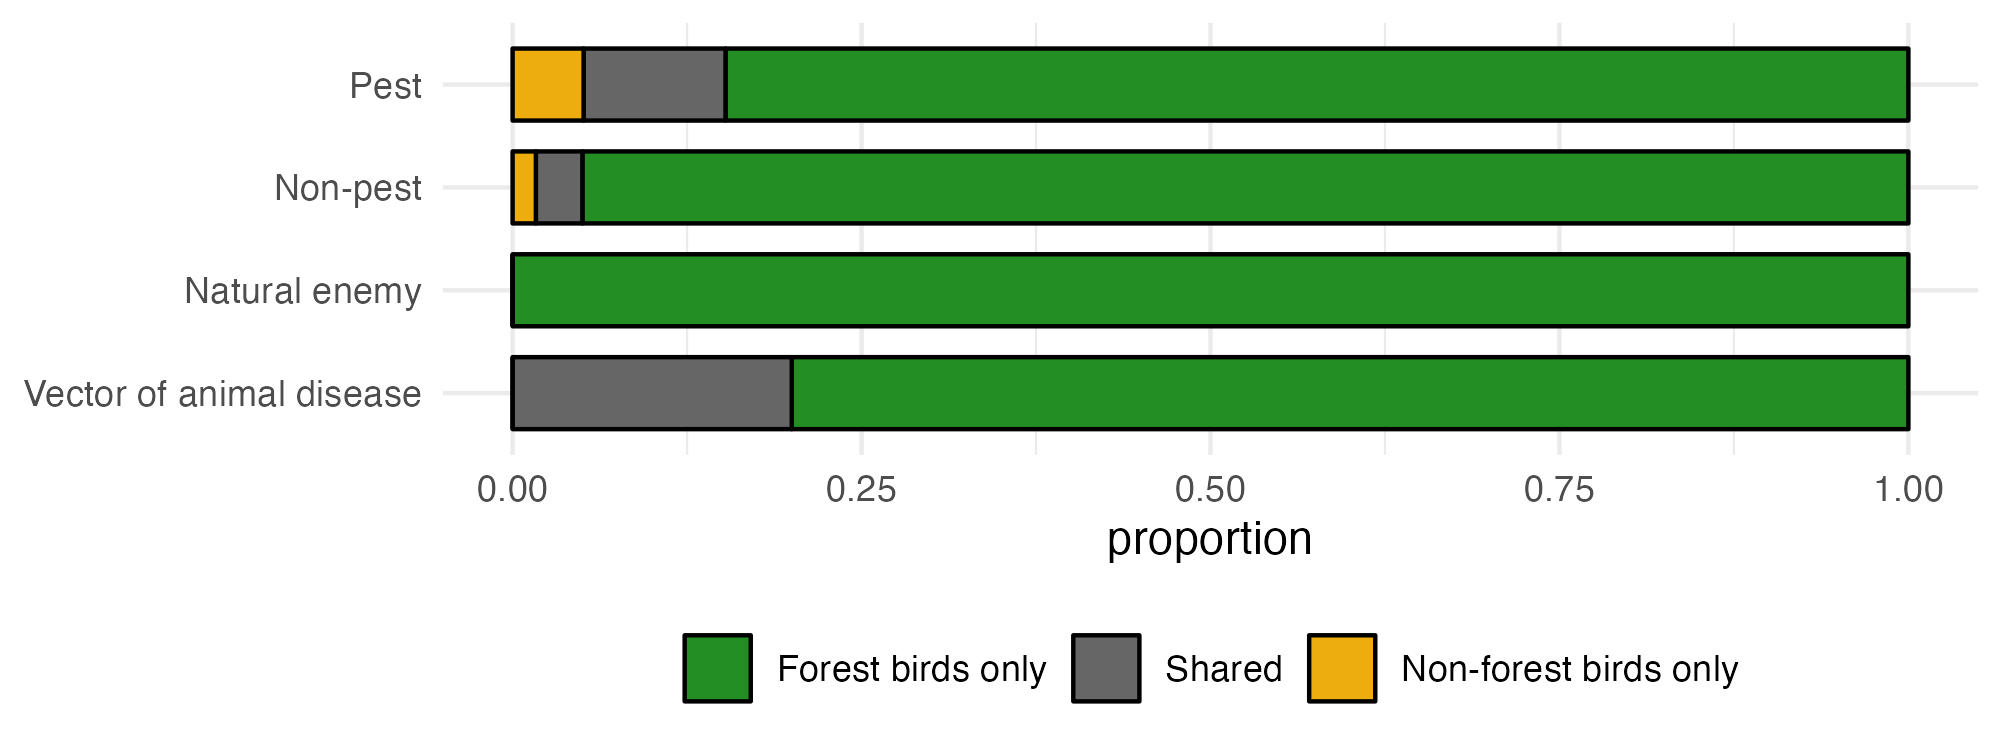 Pest
Non-pest
Natural enemy
Vector of animal disease
0.00 0.25 0.50 0.75 1.00
proportion
Forest birds only Shared Non-forest birds only